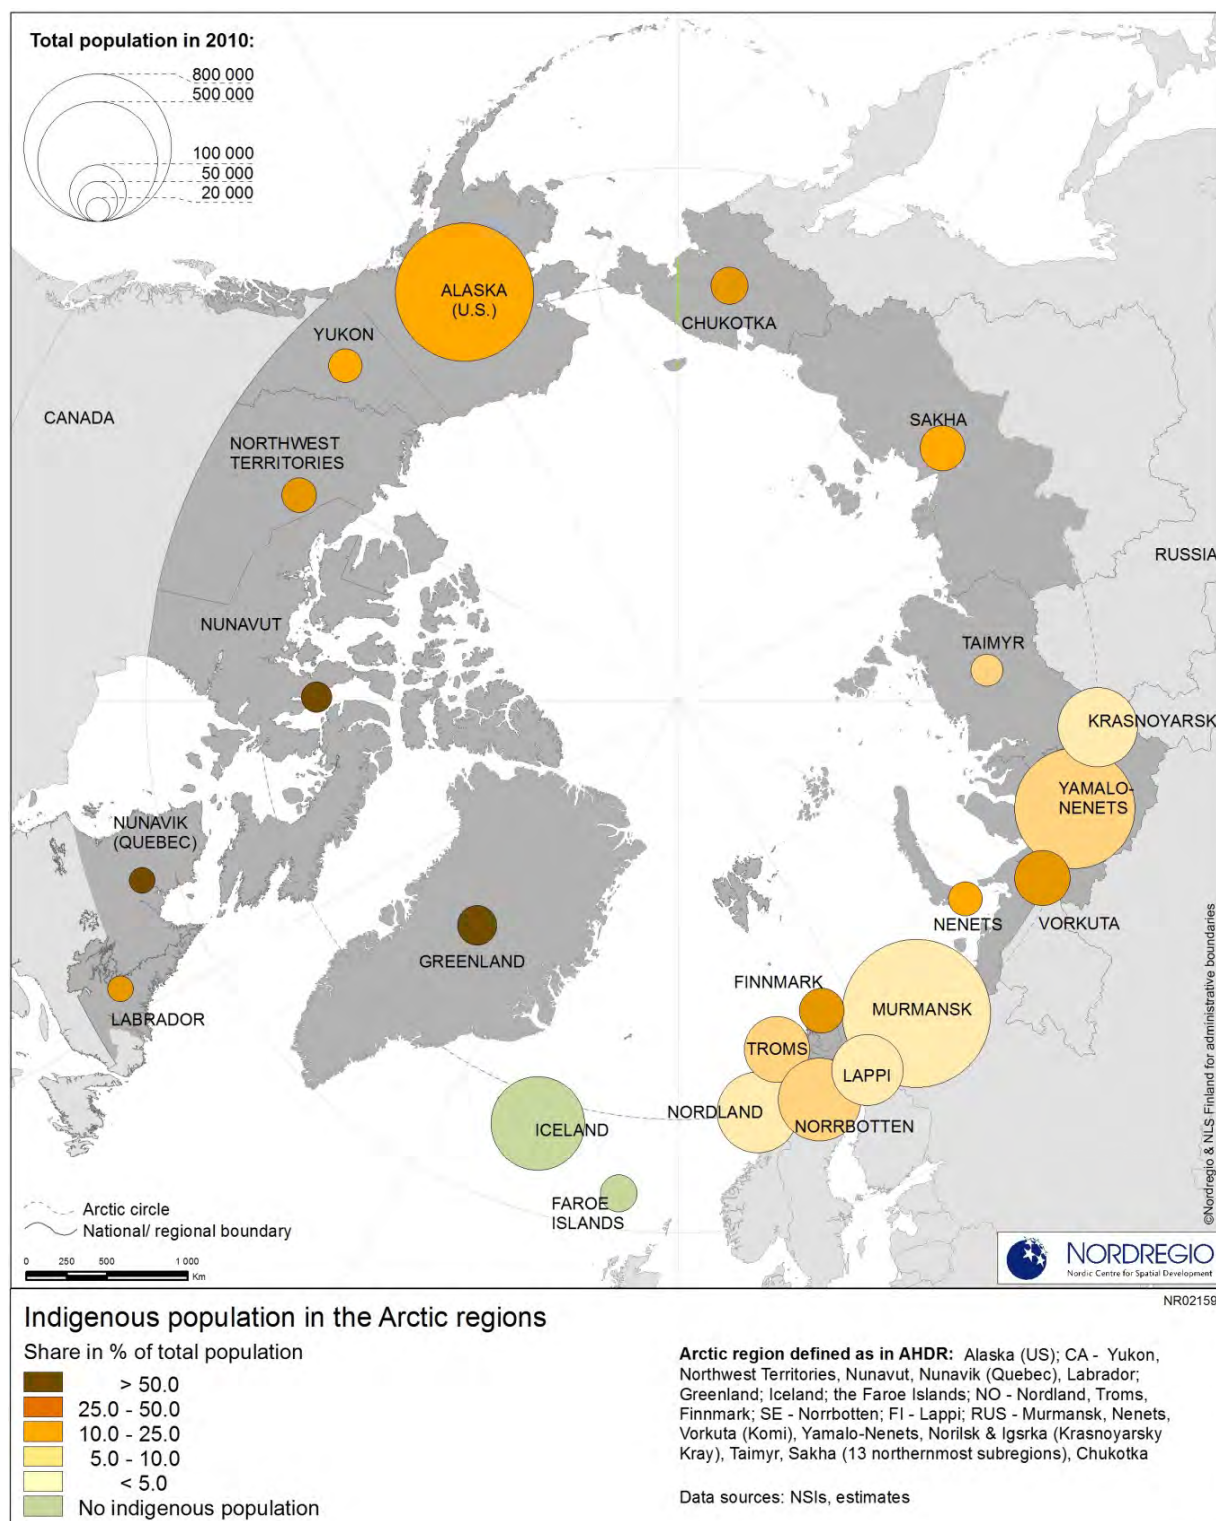 Total population in 2010:
800 000
500 000
100 000
50 000
20 000
ALASKA
(U.S.)
CHUKOTKA
YUKON
CANADA
NORTHWEST
TERRITORIES
SAKHA
RUSSIA
NUNAVUT
TAIMYR
KRASNOYARSK
YAMALO-
NENETS
NUNAVIK
(QUEBEC)
NENETS
VORKUTA
GREENLAND
FINNMARK
MURMANSK
LABRADOR
TROMS
LAPPI
NORDLAND
NORRBOTTEN
ICELAND
FAROE
ISLANDS
©Nordregio & NLS Finland for administrative boundaries
Arctic circle
National/ regional boundary
0 250 500 1 000
Km
NORDREGIO
Nordic Centre for Spatial Development
NR02159
Indigenous population in the Arctic regions
Share in % of total population
> 50.0
25.0 - 50.0
10.0 - 25.0
5.0 - 10.0
< 5.0
No indigenous population
Arctic region defined as in AHDR: Alaska (US); CA - Yukon,
Northwest Territories, Nunavut, Nunavik (Quebec), Labrador;
Greenland; Iceland; the Faroe Islands; NO - Nordland, Troms,
Finnmark; SE - Norrbotten; FI - Lappi; RUS - Murmansk, Nenets,
Vorkuta (Komi), Yamalo-Nenets, Norilsk & Igsrka (Krasnoyarsky
Kray), Taimyr, Sakha (13 northernmost subregions), Chukotka
Data sources: NSIs, estimates